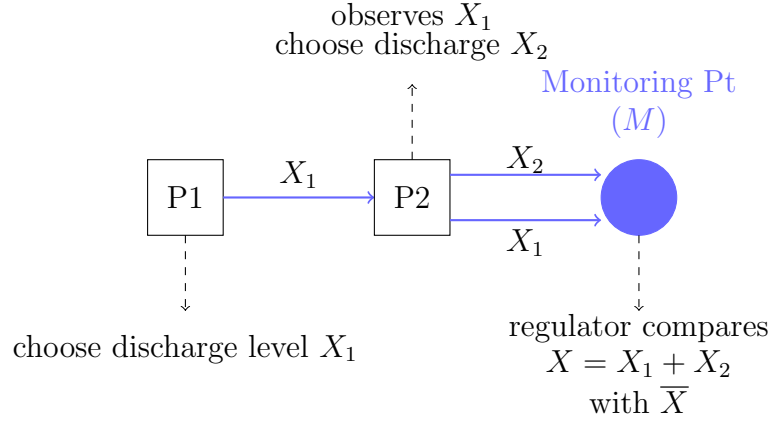 observes X₁
choose discharge X₂
Monitoring Pt
(M)
P1
X₁
P2
X₂
X₁
choose discharge level X₁
regulator compares
X = X₁ + X₂
with X̅